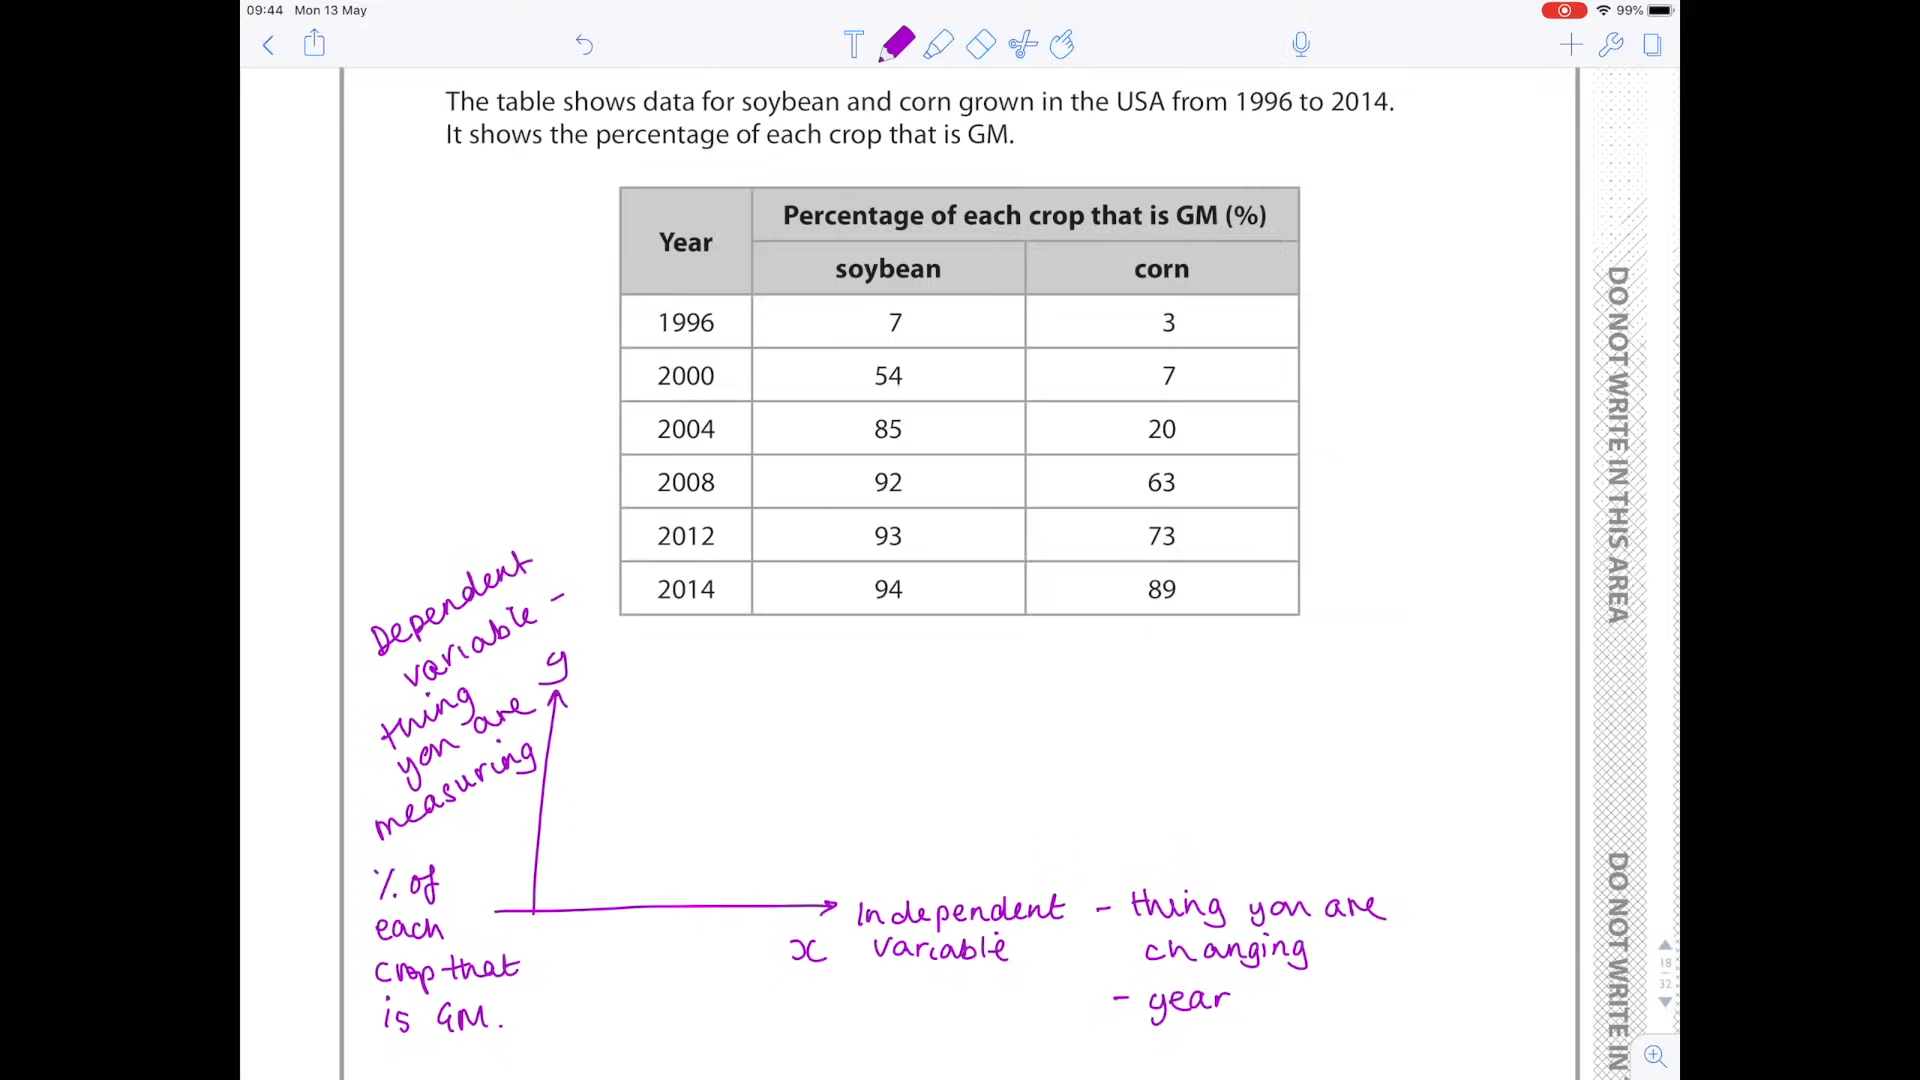 09:44 Mon 13 May
99%
T
The table shows data for soybean and corn grown in the USA from 1996 to 2014.
It shows the percentage of each crop that is GM.
Year
Percentage of each crop that is GM (%)
soybean corn
1996 7 3
2000 54 7
2004 85 20
2008 92 63
2012 93 73
2014 94 89
Dependent
variable -
thing
you are
measuring
y
% of
each
crop that
is GM.
x
Independent
variable
- thing you are
changing
- year
DO NOT WRITE IN THIS AREA
DO NOT WRITE IN
18
32